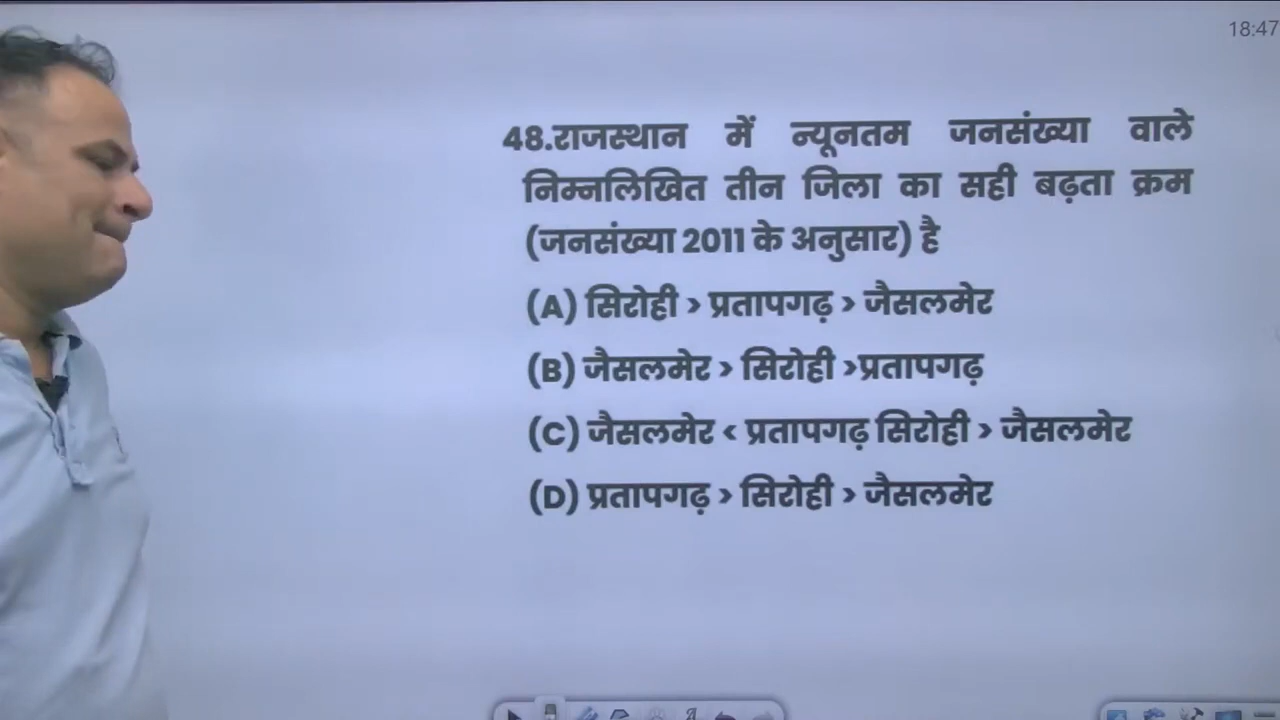 18:47
48.राजस्थान में न्यूनतम जनसंख्या वाले
निम्नलिखित तीन जिला का सही बढ़ता क्रम
(जनसंख्या 2011 के अनुसार) है
(A) सिरोही > प्रतापगढ़ > जैसलमेर
(B) जैसलमेर > सिरोही >प्रतापगढ़
(C) जैसलमेर < प्रतापगढ़ सिरोही > जैसलमेर
(D) प्रतापगढ़ > सिरोही > जैसलमेर